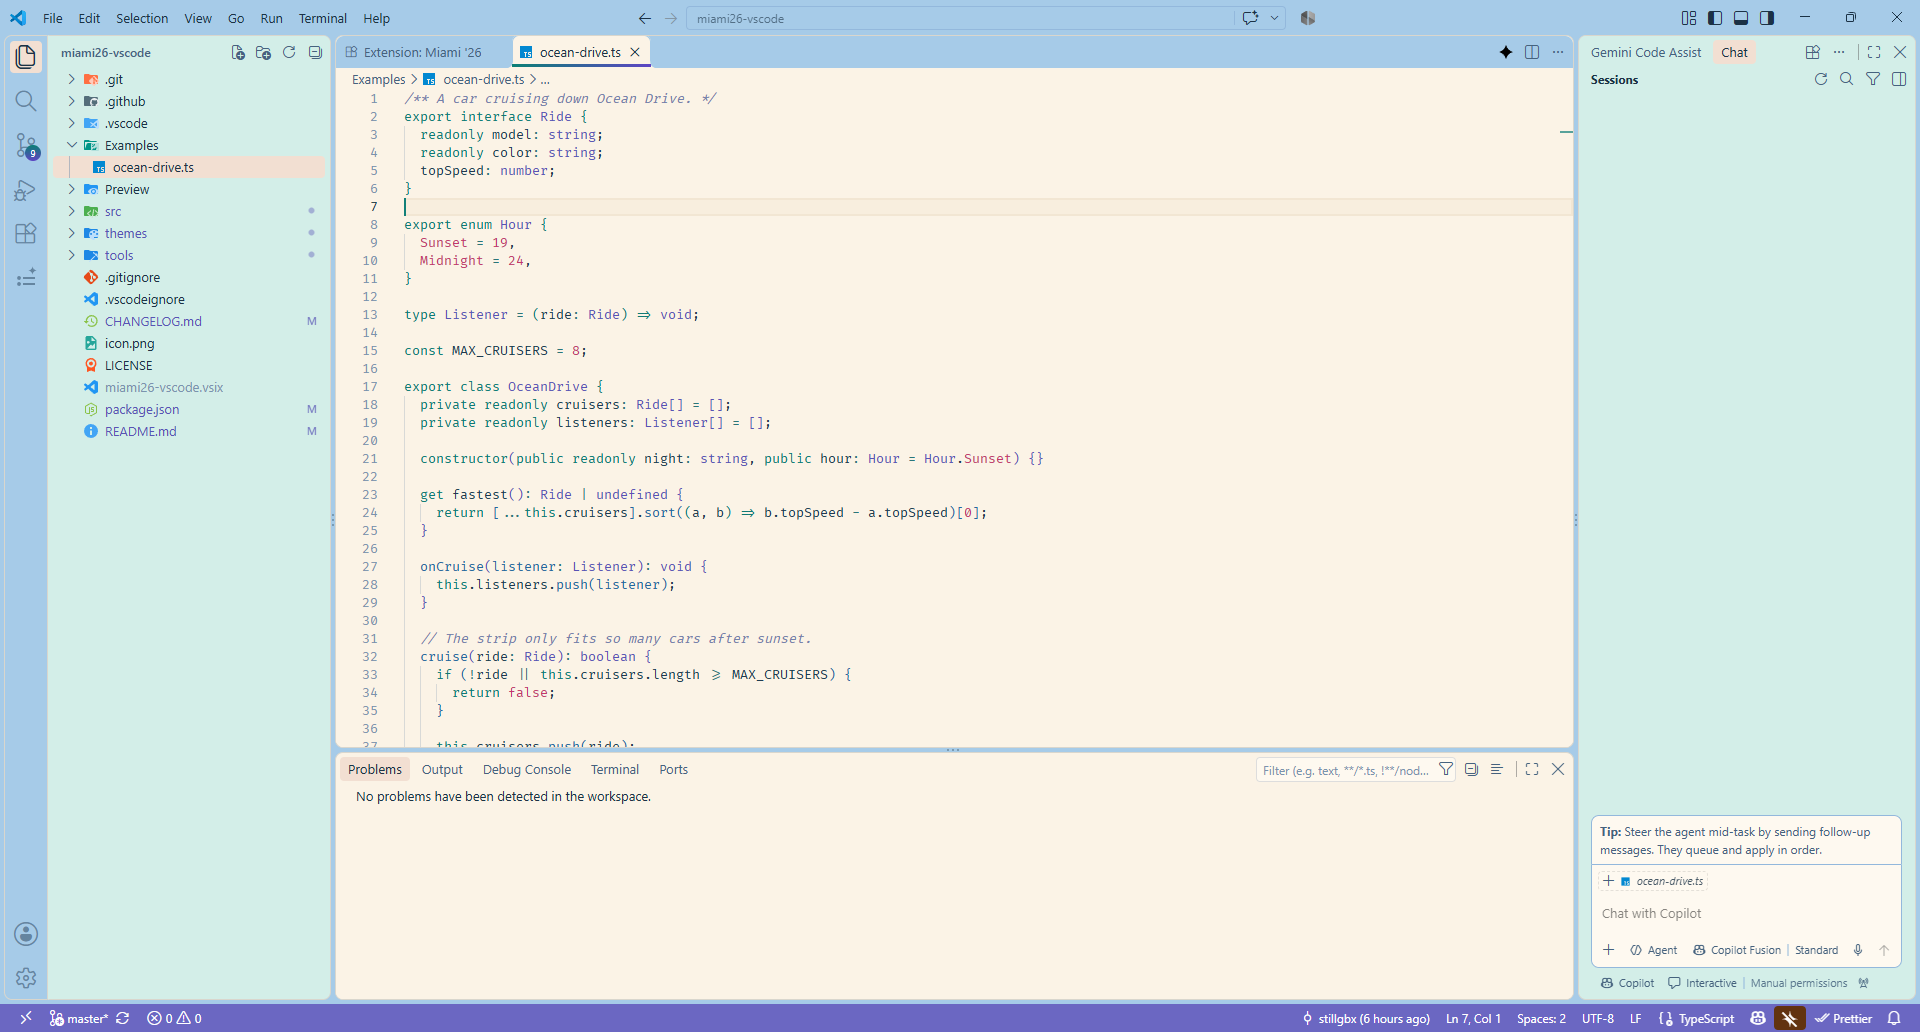 File Edit Selection View Go Run Terminal Help
miami26-vscode
miami26-vscode
.git
.github
.vscode
Examples
ocean-drive.ts
Preview
src
themes
tools
.gitignore
.vscodeignore
CHANGELOG.md M
icon.png
LICENSE
miami26-vscode.vsix
package.json M
README.md M
9
Extension: Miami '26
ocean-drive.ts
Examples > ocean-drive.ts > ...
1 /** A car cruising down Ocean Drive. */
2 export interface Ride {
3 readonly model: string;
4 readonly color: string;
5 topSpeed: number;
6 }
7
8 export enum Hour {
9 Sunset = 19,
10 Midnight = 24,
11 }
12
13 type Listener = (ride: Ride) => void;
14
15 const MAX_CRUISERS = 8;
16
17 export class OceanDrive {
18 private readonly cruisers: Ride[] = [];
19 private readonly listeners: Listener[] = [];
20
21 constructor(public readonly night: string, public hour: Hour = Hour.Sunset) {}
22
23 get fastest(): Ride | undefined {
24 return [...this.cruisers].sort((a, b) => b.topSpeed - a.topSpeed)[0];
25 }
26
27 onCruise(listener: Listener): void {
28 this.listeners.push(listener);
29 }
30
31 // The strip only fits so many cars after sunset.
32 cruise(ride: Ride): boolean {
33 if (!ride || this.cruisers.length >= MAX_CRUISERS) {
34 return false;
35 }
36
37 this.cruisers.push(ride);
Problems Output Debug Console Terminal Ports
Filter (e.g. text, **/*.ts, !**/nod...
No problems have been detected in the workspace.
Gemini Code Assist Chat
Sessions
Tip: Steer the agent mid-task by sending follow-up
messages. They queue and apply in order.
ocean-drive.ts
Chat with Copilot
Agent Copilot Fusion Standard
Copilot Interactive Manual permissions
master* 0 0
stillgbx (6 hours ago) Ln 7, Col 1 Spaces: 2 UTF-8 LF TypeScript Prettier